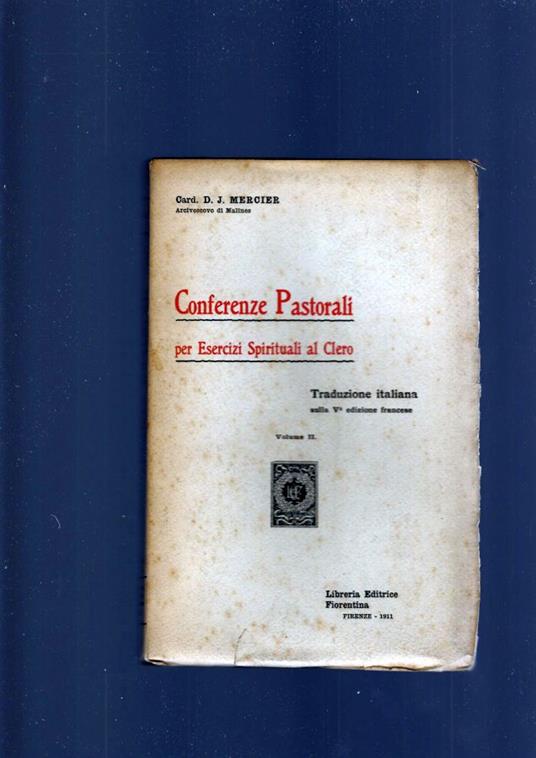 Card. D. J. MERCIER
Arcivescovo di Malines
Conferenze Pastorali
per Esercizi Spirituali al Clero
Traduzione italiana
sulla Vª edizione francese
Volume II.
Libreria Editrice
Fiorentina
FIRENZE - 1911